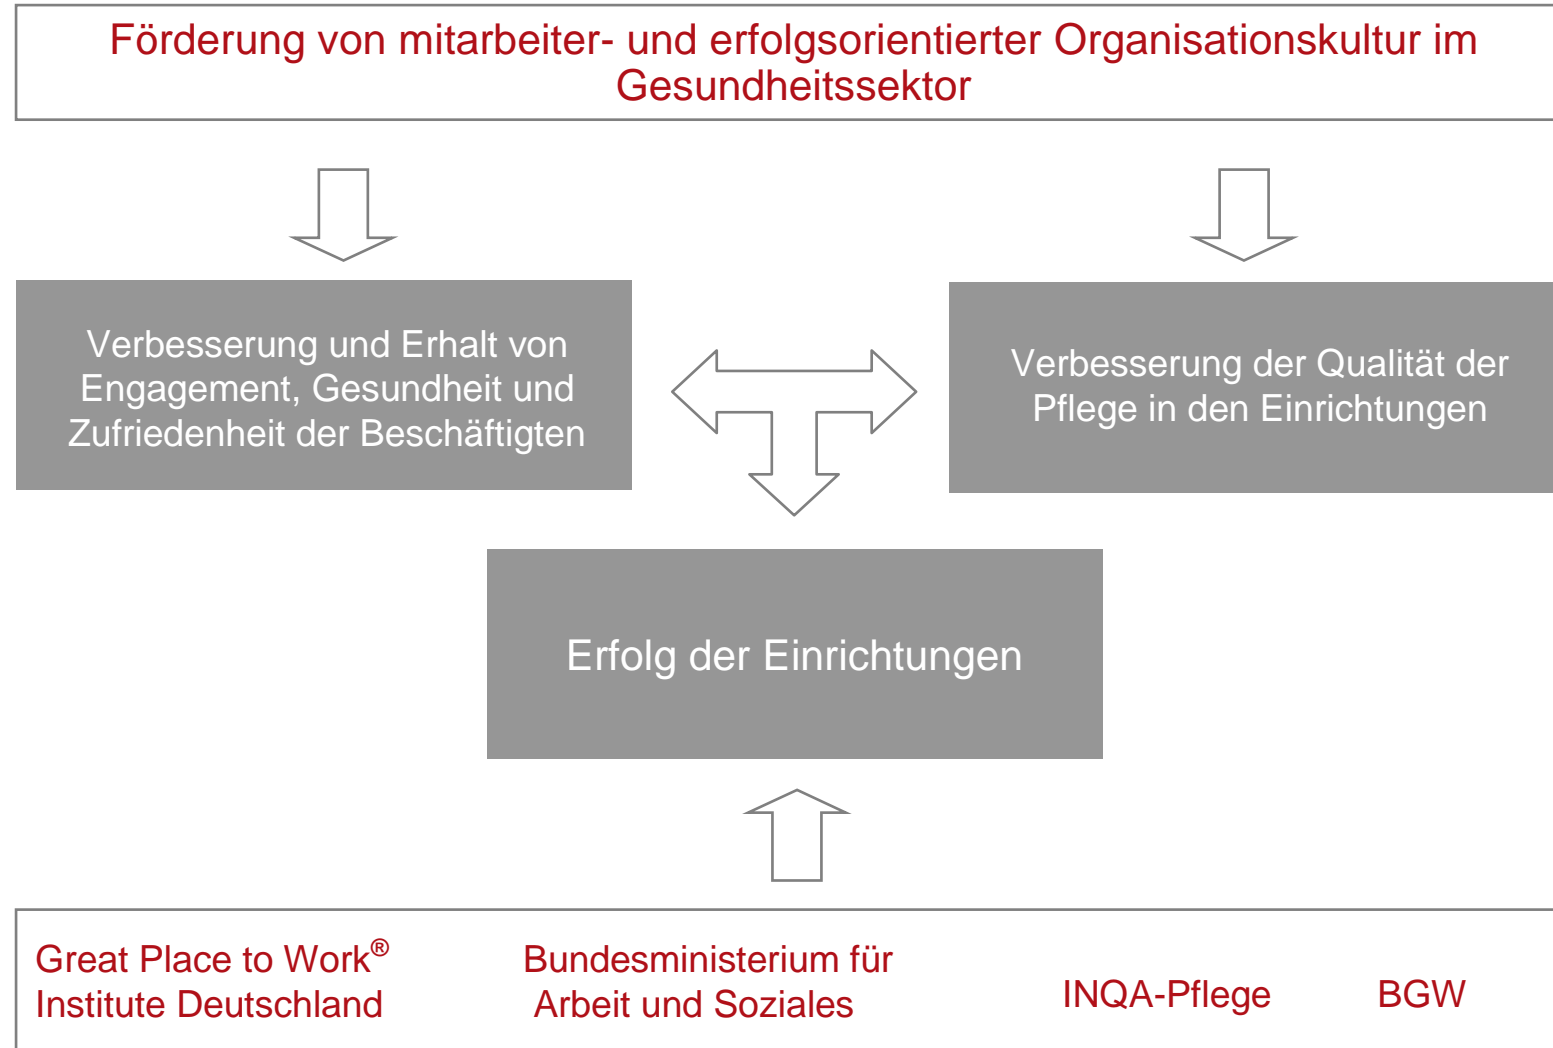 Förderung von mitarbeiter- und erfolgsorientierter Organisationskultur im
Gesundheitssektor
Verbesserung und Erhalt von
Engagement, Gesundheit und
Zufriedenheit der Beschäftigten
Verbesserung der Qualität der
Pflege in den Einrichtungen
Erfolg der Einrichtungen
Great Place to Work®
Institute Deutschland
Bundesministerium für
Arbeit und Soziales
INQA-Pflege
BGW